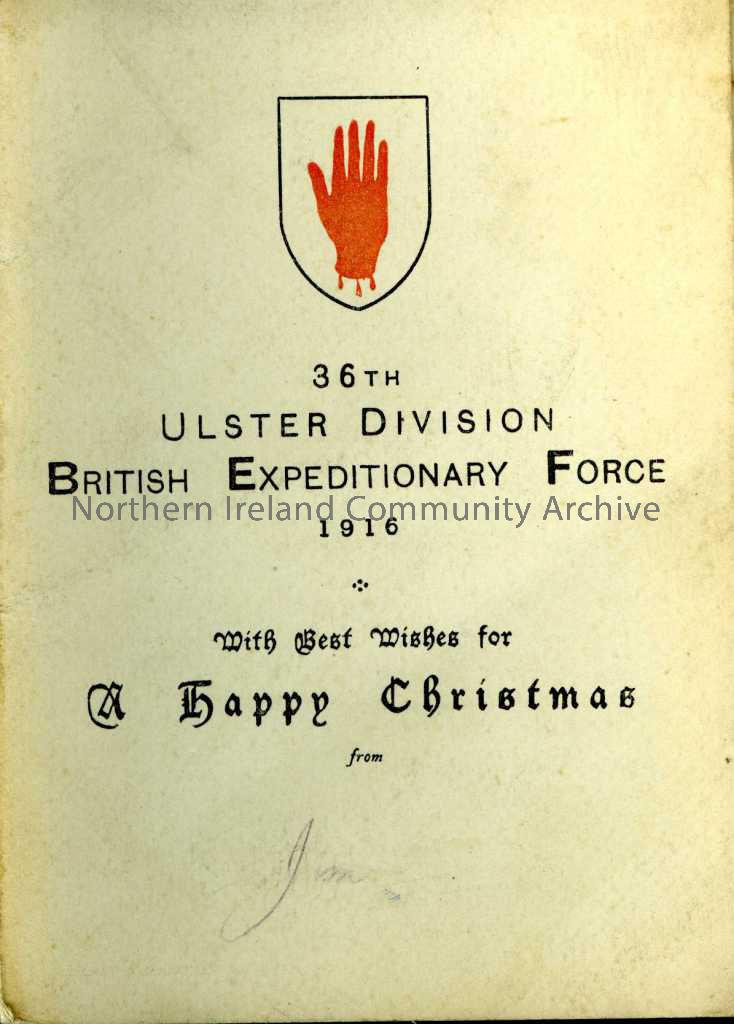 36TH
ULSTER DIVISION
BRITISH EXPEDITIONARY FORCE
Northern Ireland Community Archive
1916
With Best Wishes for
A Happy Christmas
from
Jim